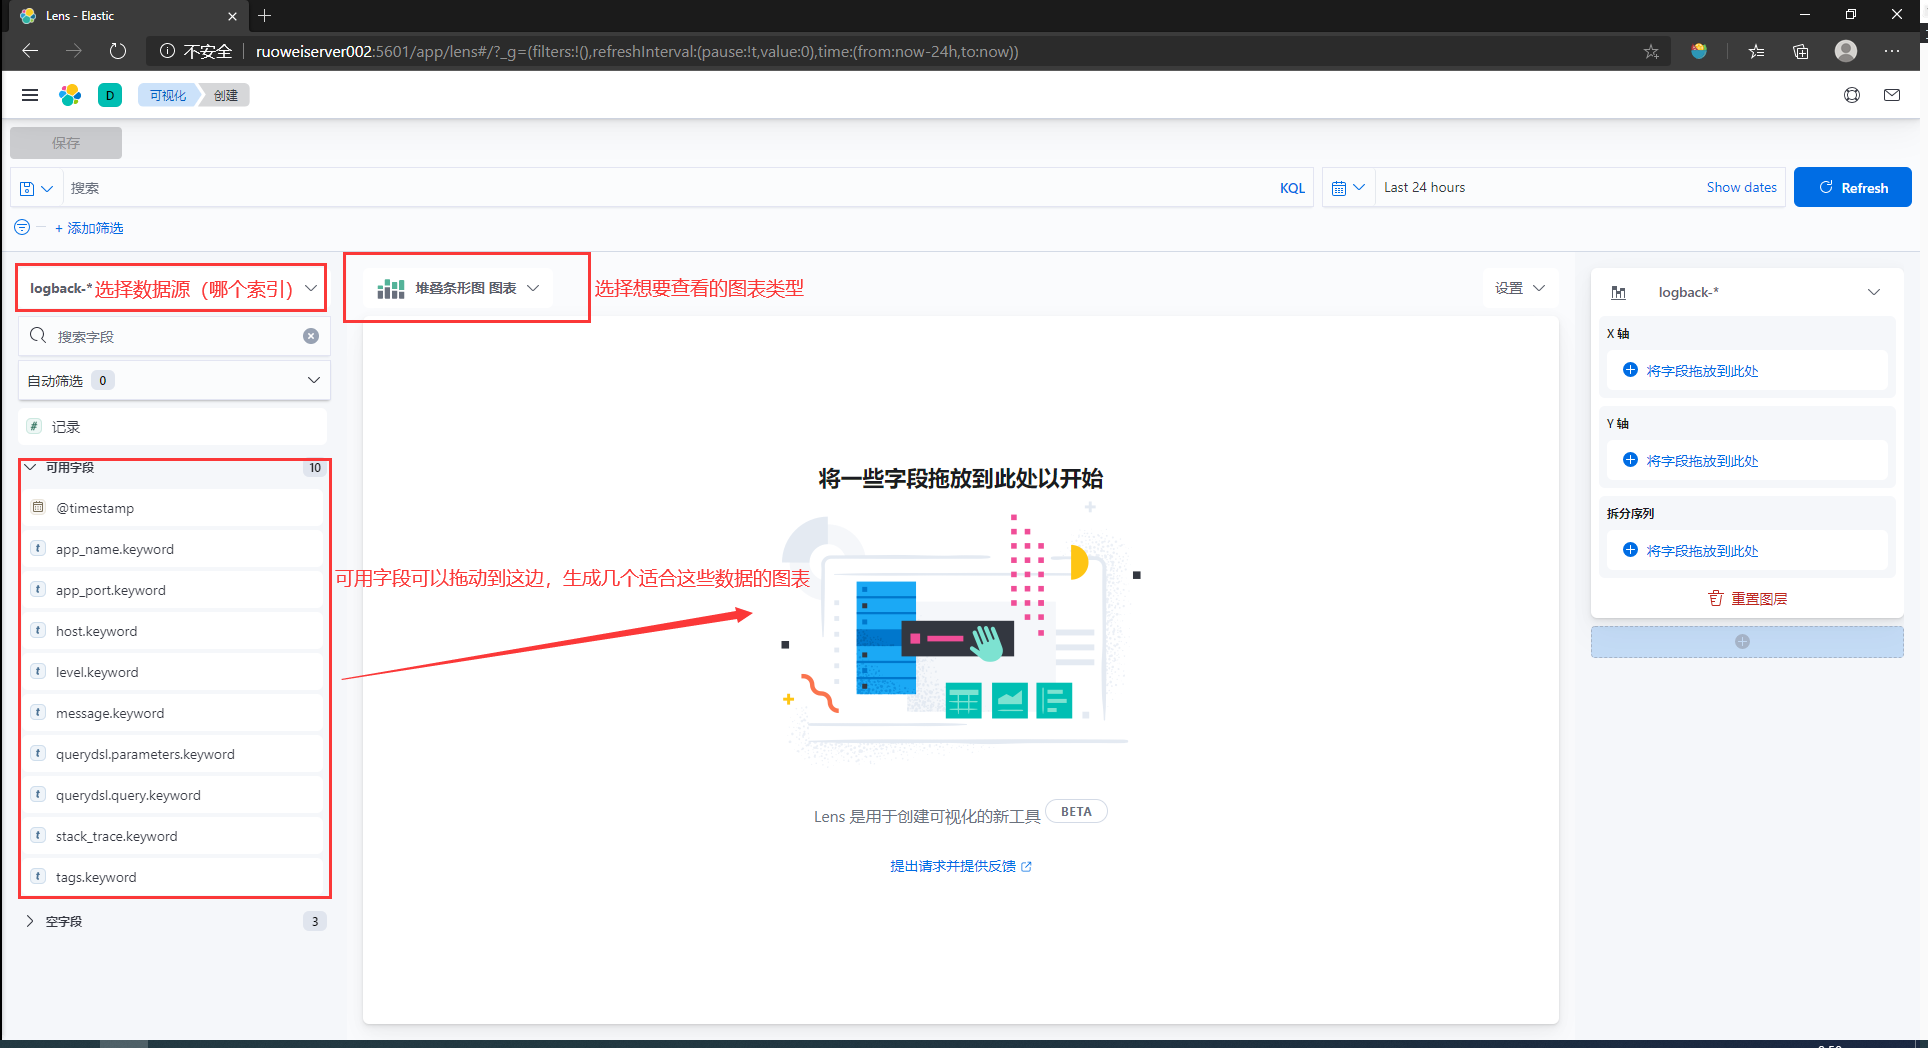 Lens - Elastic
不安全 ruoweiserver002:5601/app/lens#/?_g=(filters:!(),refreshInterval:(pause:!t,value:0),time:(from:now-24h,to:now))
D 可视化 创建
保存
搜索 KQL Last 24 hours Show dates Refresh
+ 添加筛选
logback-* 选择数据源（哪个索引）
堆叠条形图 图表
选择想要查看的图表类型
设置
搜索字段
自动筛选 0
# 记录
可用字段 10
@timestamp
t app_name.keyword
t app_port.keyword
t host.keyword
t level.keyword
t message.keyword
t querydsl.parameters.keyword
t querydsl.query.keyword
t stack_trace.keyword
t tags.keyword
空字段 3
将一些字段拖放到此处以开始
可用字段可以拖动到这边，生成几个适合这些数据的图表
Lens 是用于创建可视化的新工具 BETA
提出请求并提供反馈
logback-*
X 轴
将字段拖放到此处
Y 轴
将字段拖放到此处
拆分序列
将字段拖放到此处
重置图层